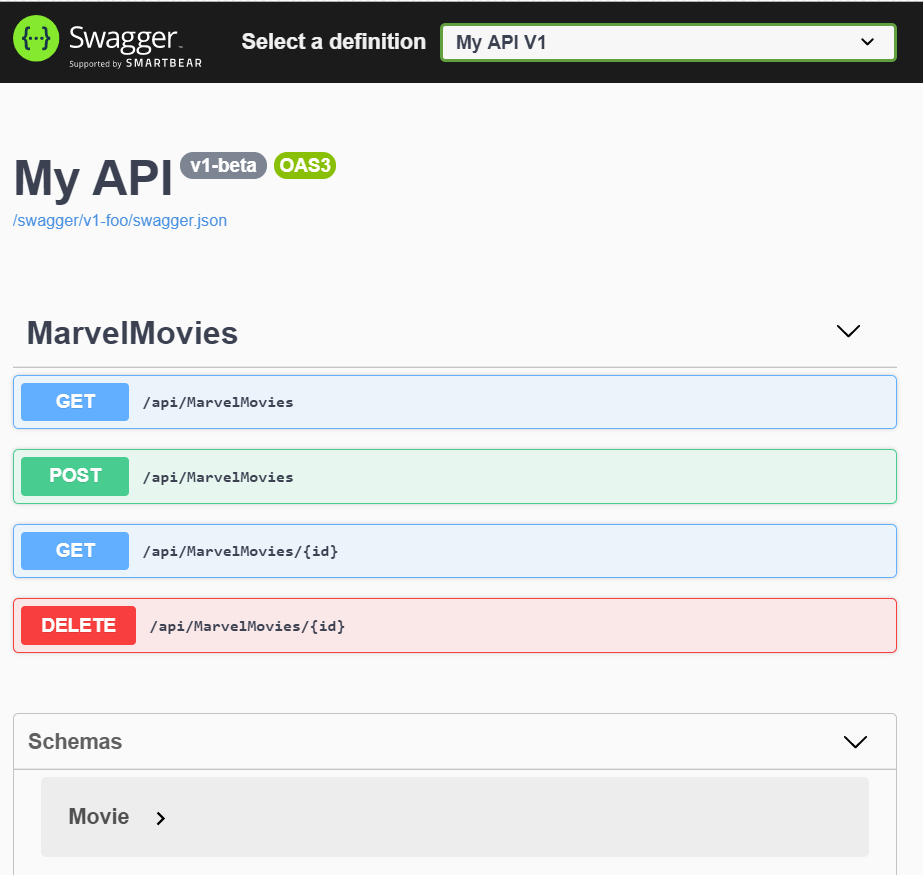 {···} Swagger™ Select a definition My API V1
Supported by SMARTBEAR
My API v1-beta OAS3
/swagger/v1-foo/swagger.json
MarvelMovies
GET /api/MarvelMovies
POST /api/MarvelMovies
GET /api/MarvelMovies/{id}
DELETE /api/MarvelMovies/{id}
Schemas
Movie